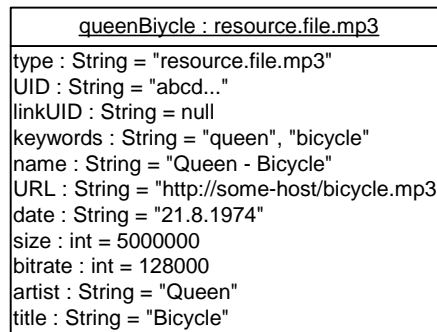 queenBiycle : resource.file.mp3
type : String = "resource.file.mp3"
UID : String = "abcd..."
linkUID : String = null
keywords : String = "queen", "bicycle"
name : String = "Queen - Bicycle"
URL : String = "http://some-host/bicycle.mp3
date : String = "21.8.1974"
size : int = 5000000
bitrate : int = 128000
artist : String = "Queen"
title : String = "Bicycle"